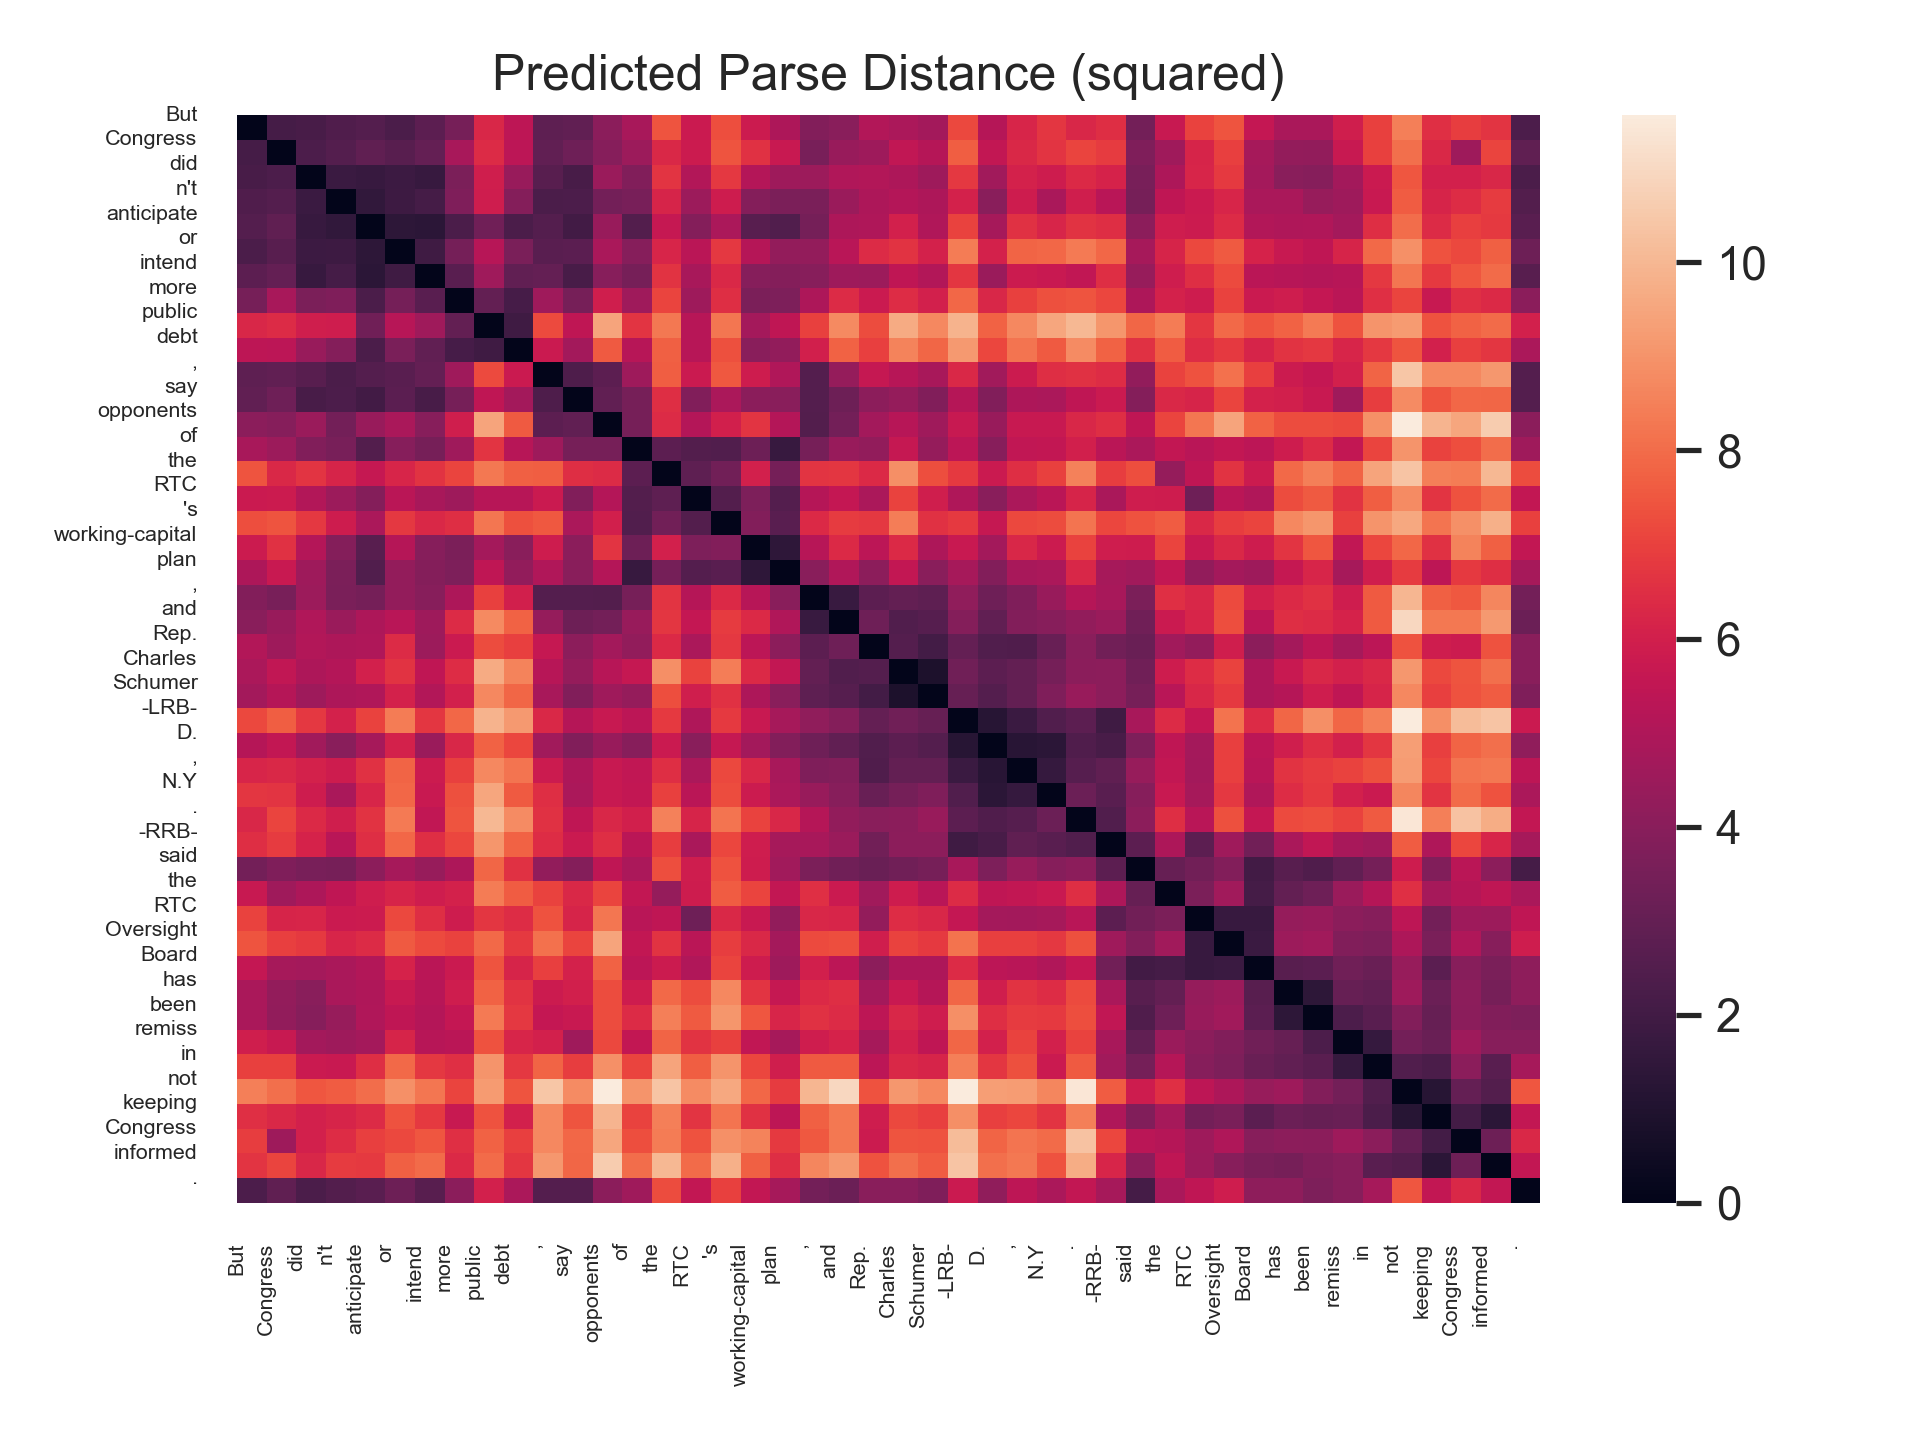 Predicted Parse Distance (squared)
But
Congress
did
n't
anticipate
or
intend
more
public
debt
,
say
opponents
of
the
RTC
's
working-capital
plan
,
and
Rep.
Charles
Schumer
-LRB-
D.
,
N.Y
.
-RRB-
said
the
RTC
Oversight
Board
has
been
remiss
in
not
keeping
Congress
informed
.
10
8
6
4
2
0
But
Congress
did
n't
anticipate
or
intend
more
public
debt
,
say
opponents
of
the
RTC
's
working-capital
plan
,
and
Rep.
Charles
Schumer
-LRB-
D.
,
N.Y
.
-RRB-
said
the
RTC
Oversight
Board
has
been
remiss
in
not
keeping
Congress
informed
.